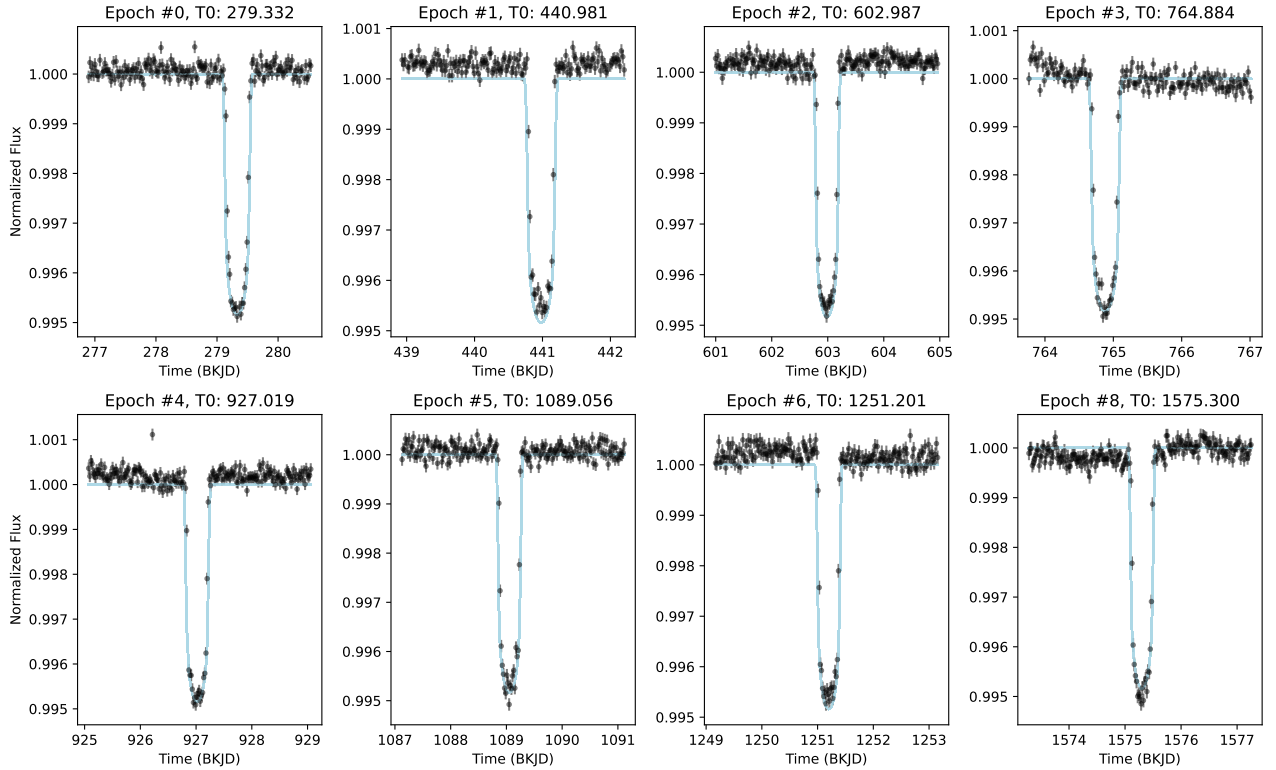 Epoch #0, T0: 279.332
Epoch #1, T0: 440.981
Epoch #2, T0: 602.987
Epoch #3, T0: 764.884
Normalized Flux
1.000
0.999
0.998
0.997
0.996
0.995
277 278 279 280
Time (BKJD)
1.001
1.000
0.999
0.998
0.997
0.996
0.995
439 440 441 442
Time (BKJD)
1.000
0.999
0.998
0.997
0.996
0.995
601 602 603 604 605
Time (BKJD)
1.001
1.000
0.999
0.998
0.997
0.996
0.995
764 765 766 767
Time (BKJD)
Epoch #4, T0: 927.019
Epoch #5, T0: 1089.056
Epoch #6, T0: 1251.201
Epoch #8, T0: 1575.300
Normalized Flux
1.001
1.000
0.999
0.998
0.997
0.996
0.995
925 926 927 928 929
Time (BKJD)
1.000
0.999
0.998
0.997
0.996
0.995
1087 1088 1089 1090 1091
Time (BKJD)
1.000
0.999
0.998
0.997
0.996
0.995
1249 1250 1251 1252 1253
Time (BKJD)
1.000
0.999
0.998
0.997
0.996
0.995
1574 1575 1576 1577
Time (BKJD)